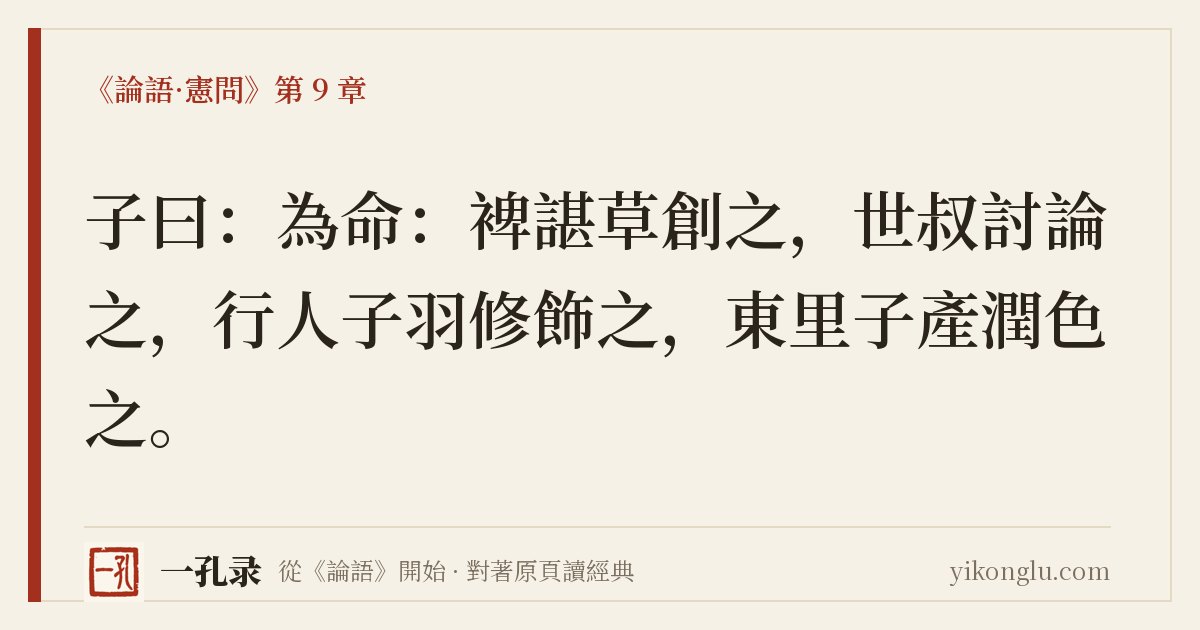 《論語·憲問》第 9 章
子曰：為命：裨諶草創之，世叔討論
之，行人子羽修飾之，東里子產潤色
之。
一孔
一孔录 從《論語》開始 · 對著原頁讀經典 yikonglu.com